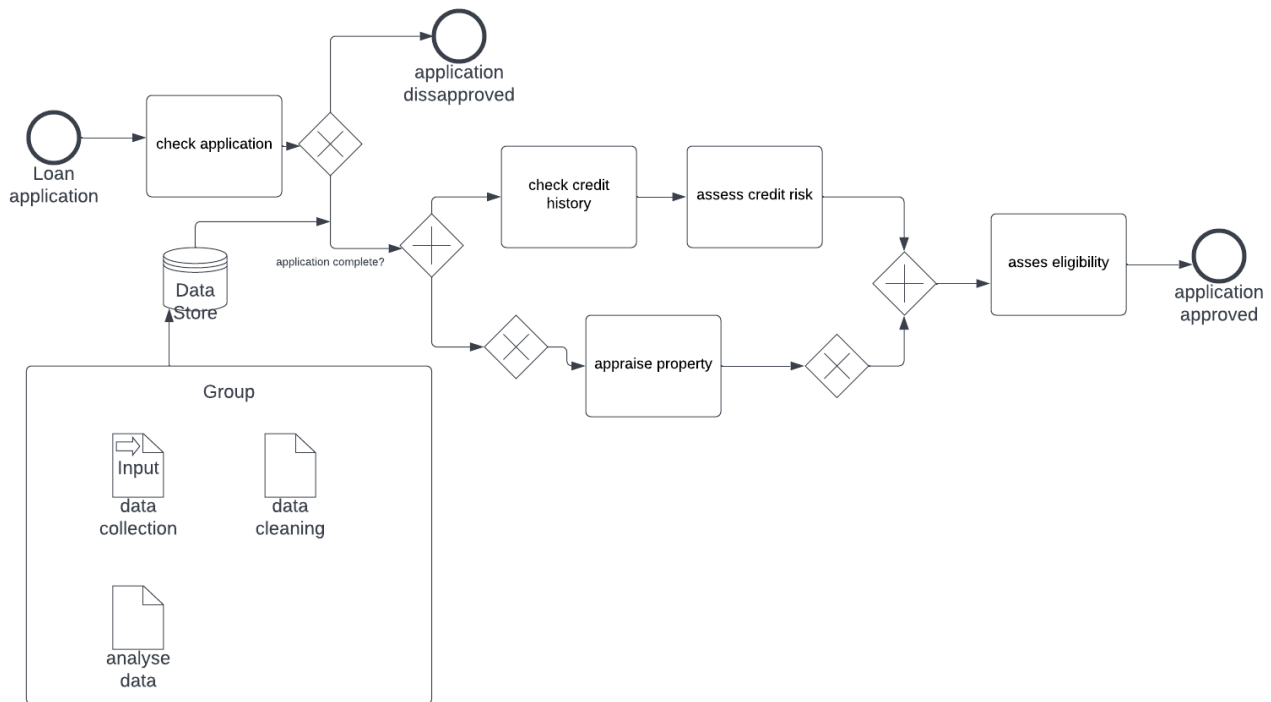 application
dissapproved
Loan
application
check application
check credit
history
assess credit risk
application complete?
asses eligibility
application
approved
Data
Store
appraise property
Group
Input
data
collection
data
cleaning
analyse
data